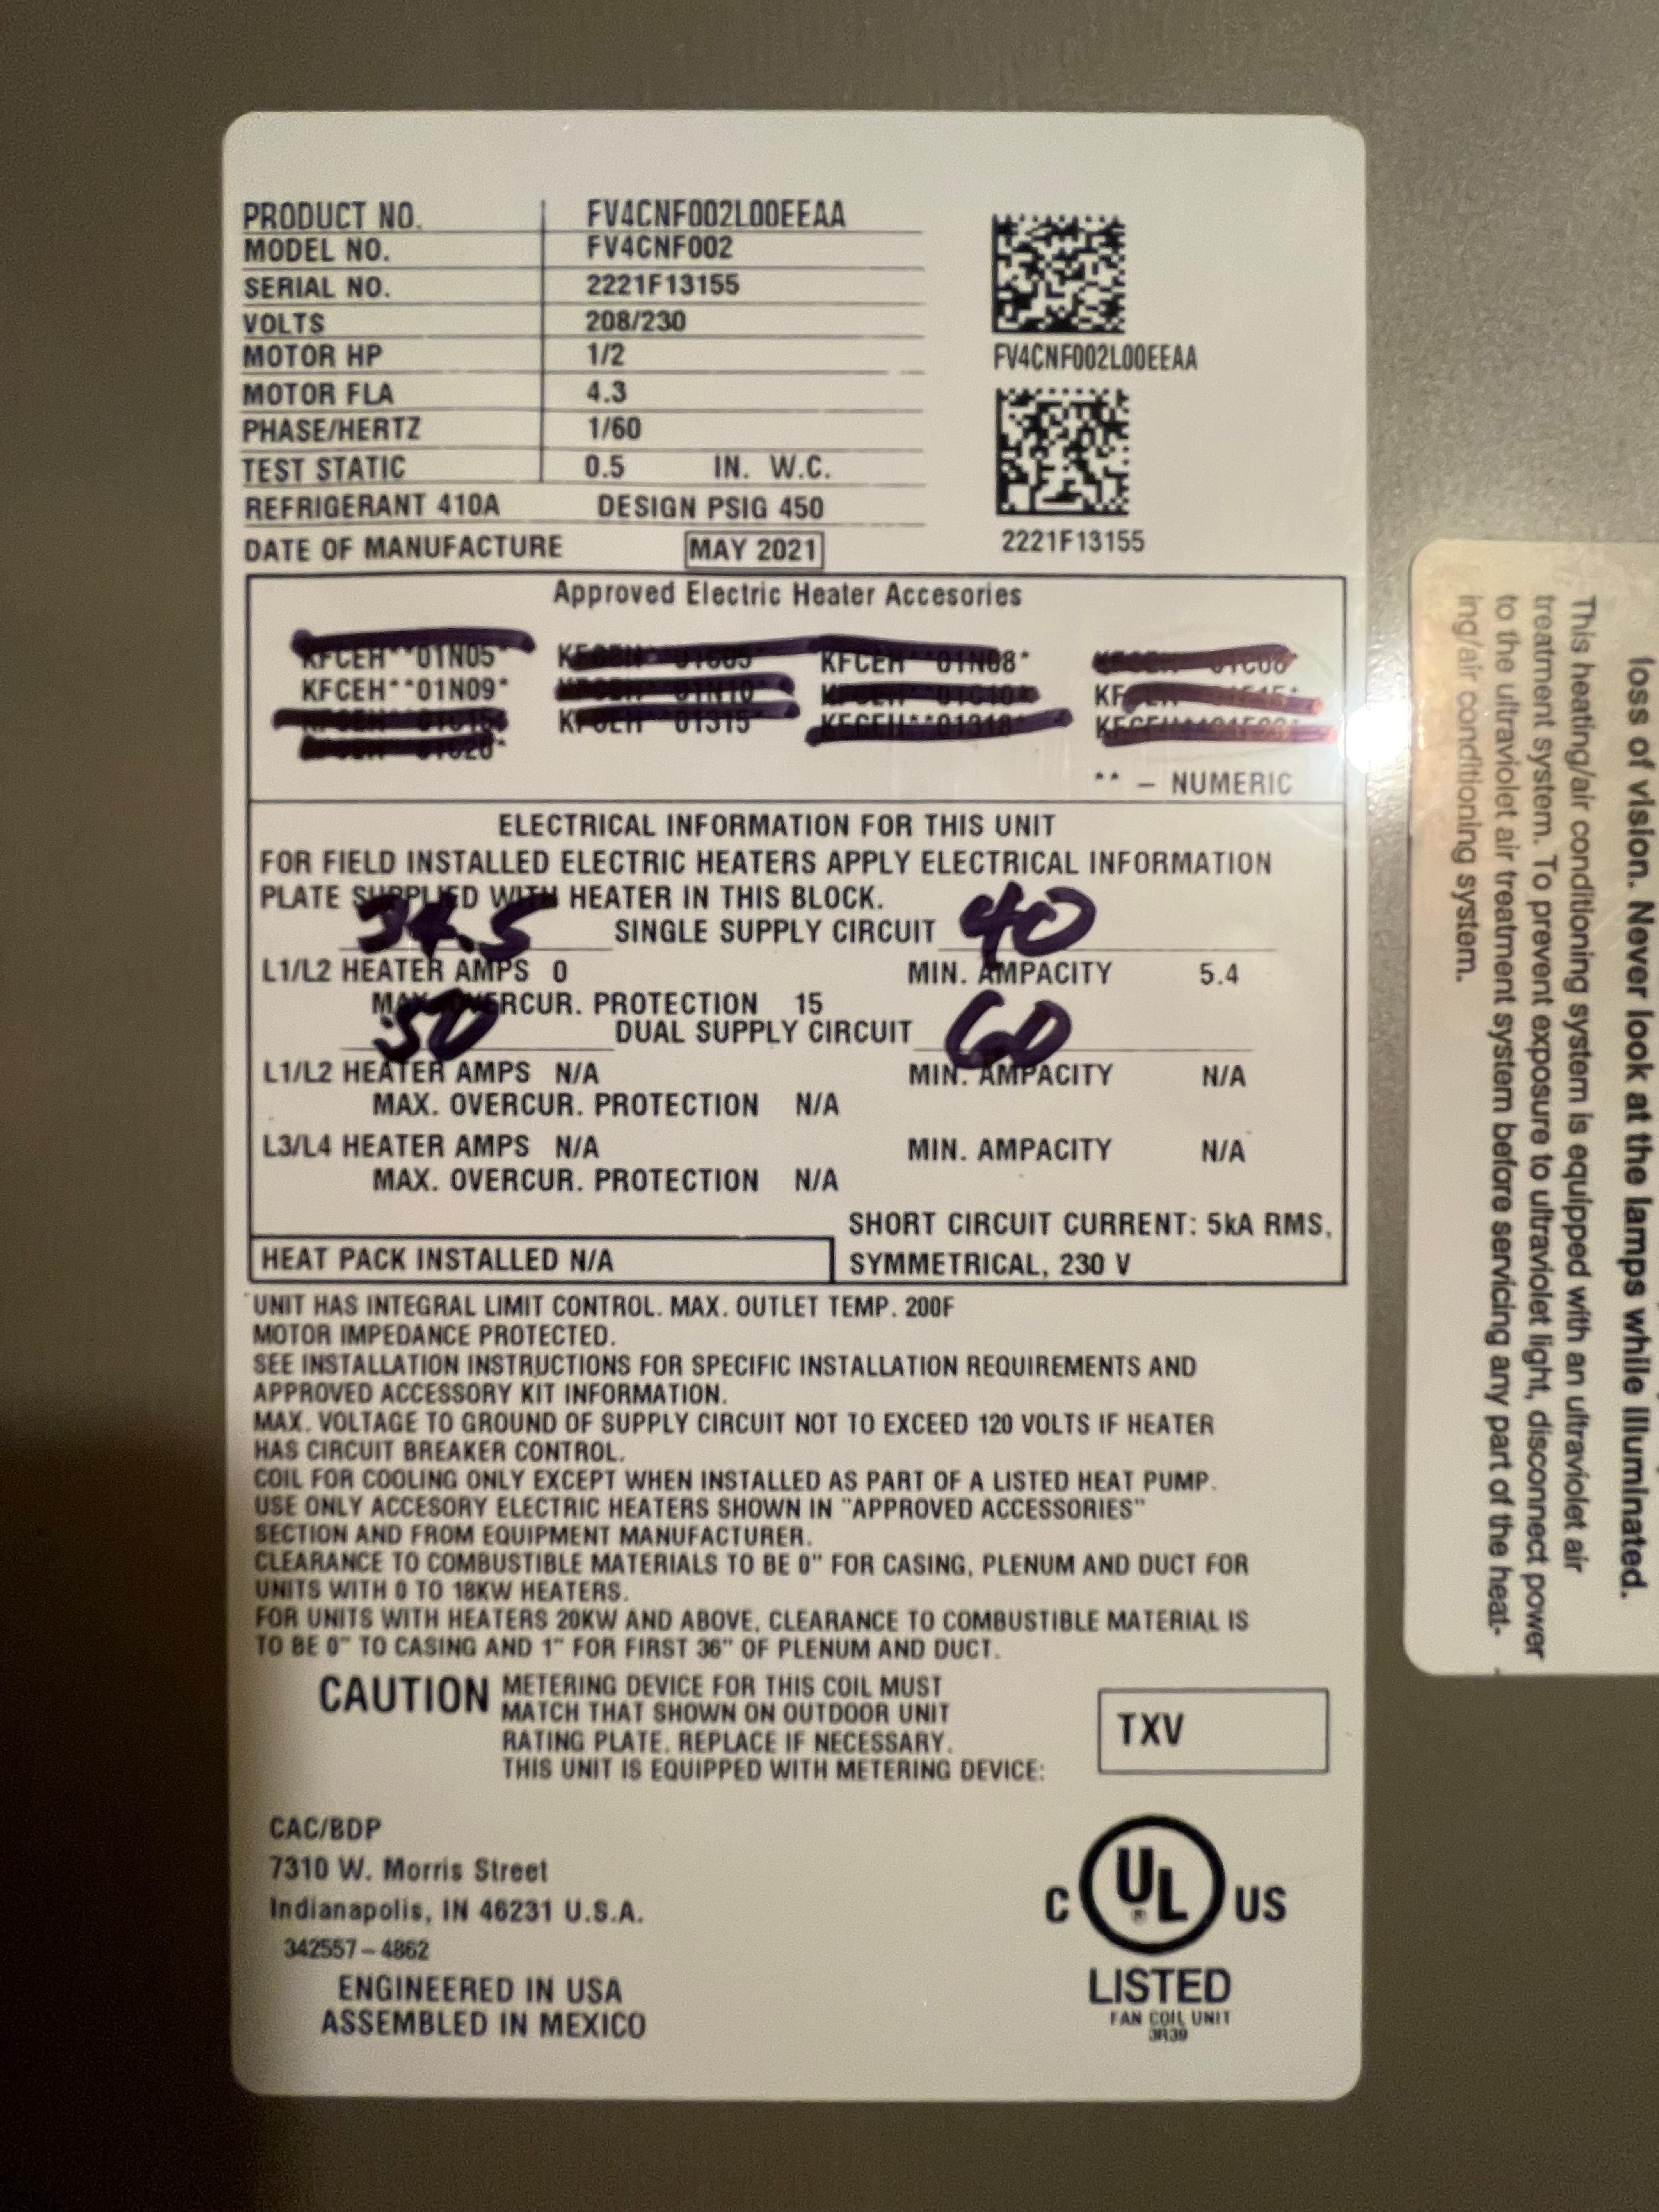 PRODUCT NO. FV4CNF002L00EEAA
MODEL NO. FV4CNF002
SERIAL NO. 2221F13155
VOLTS 208/230
MOTOR HP 1/2
MOTOR FLA 4.3
PHASE/HERTZ 1/60
TEST STATIC 0.5 IN. W.C.
REFRIGERANT 410A DESIGN PSIG 450
DATE OF MANUFACTURE MAY 2021
FV4CNF002L00EEAA
2221F13155
Approved Electric Heater Accesories
KFCEH**01N05* KFCEH**01N08*
KFCEH**01N09*
** – NUMERIC
ELECTRICAL INFORMATION FOR THIS UNIT
FOR FIELD INSTALLED ELECTRIC HEATERS APPLY ELECTRICAL INFORMATION
PLATE SUPPLIED WITH HEATER IN THIS BLOCK.
SINGLE SUPPLY CIRCUIT 40
L1/L2 HEATER AMPS 0 MIN. AMPACITY 5.4
MAX. OVERCUR. PROTECTION 15
50 DUAL SUPPLY CIRCUIT 60
L1/L2 HEATER AMPS N/A MIN. AMPACITY N/A
MAX. OVERCUR. PROTECTION N/A
L3/L4 HEATER AMPS N/A MIN. AMPACITY N/A
MAX. OVERCUR. PROTECTION N/A
SHORT CIRCUIT CURRENT: 5kA RMS,
HEAT PACK INSTALLED N/A SYMMETRICAL, 230 V
UNIT HAS INTEGRAL LIMIT CONTROL. MAX. OUTLET TEMP. 200F
MOTOR IMPEDANCE PROTECTED.
SEE INSTALLATION INSTRUCTIONS FOR SPECIFIC INSTALLATION REQUIREMENTS AND
APPROVED ACCESSORY KIT INFORMATION.
MAX. VOLTAGE TO GROUND OF SUPPLY CIRCUIT NOT TO EXCEED 120 VOLTS IF HEATER
HAS CIRCUIT BREAKER CONTROL.
COIL FOR COOLING ONLY EXCEPT WHEN INSTALLED AS PART OF A LISTED HEAT PUMP.
USE ONLY ACCESORY ELECTRIC HEATERS SHOWN IN "APPROVED ACCESSORIES"
SECTION AND FROM EQUIPMENT MANUFACTURER.
CLEARANCE TO COMBUSTIBLE MATERIALS TO BE 0" FOR CASING, PLENUM AND DUCT FOR
UNITS WITH 0 TO 18KW HEATERS.
FOR UNITS WITH HEATERS 20KW AND ABOVE, CLEARANCE TO COMBUSTIBLE MATERIAL IS
TO BE 0" TO CASING AND 1" FOR FIRST 36" OF PLENUM AND DUCT.
CAUTION METERING DEVICE FOR THIS COIL MUST
MATCH THAT SHOWN ON OUTDOOR UNIT
RATING PLATE. REPLACE IF NECESSARY.
THIS UNIT IS EQUIPPED WITH METERING DEVICE:
TXV
CAC/BDP
7310 W. Morris Street
Indianapolis, IN 46231 U.S.A.
342557-4862
ENGINEERED IN USA
ASSEMBLED IN MEXICO
C UL® US
LISTED
FAN COIL UNIT
3R39
loss of vision. Never look at the lamps while illuminated.
This heating/air conditioning system is equipped with an ultraviolet air
treatment system. To prevent exposure to ultraviolet light, disconnect power
to the ultraviolet air treatment system before servicing any part of the heat-
ing/air conditioning system.